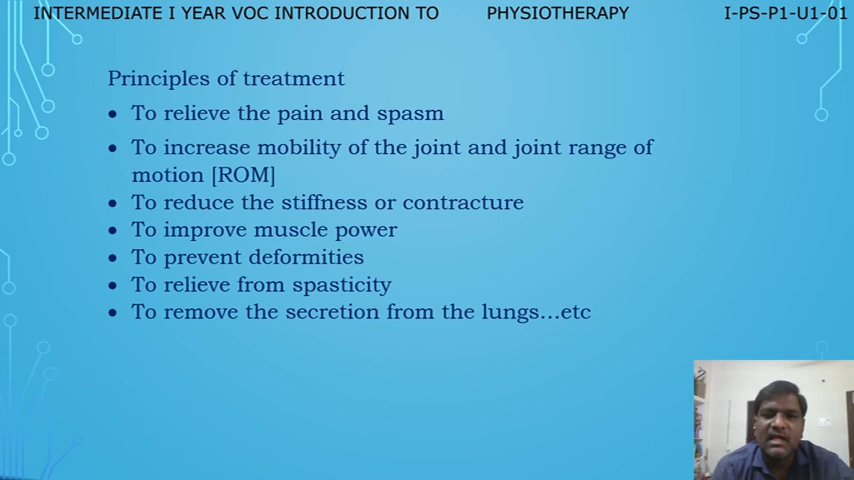 INTERMEDIATE I YEAR VOC INTRODUCTION TO PHYSIOTHERAPY I-PS-P1-U1-01
Principles of treatment
• To relieve the pain and spasm
• To increase mobility of the joint and joint range of
motion [ROM]
• To reduce the stiffness or contracture
• To improve muscle power
• To prevent deformities
• To relieve from spasticity
• To remove the secretion from the lungs...etc